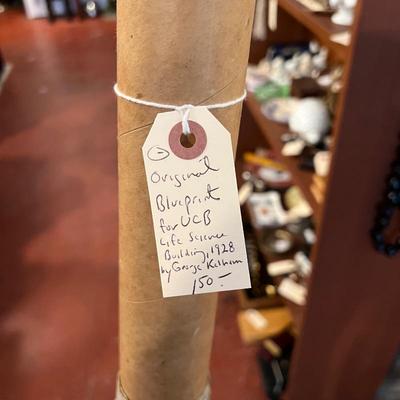 Original
Blueprint
for UCB
Life Science
Building, 1928
by George Kelham
150.-